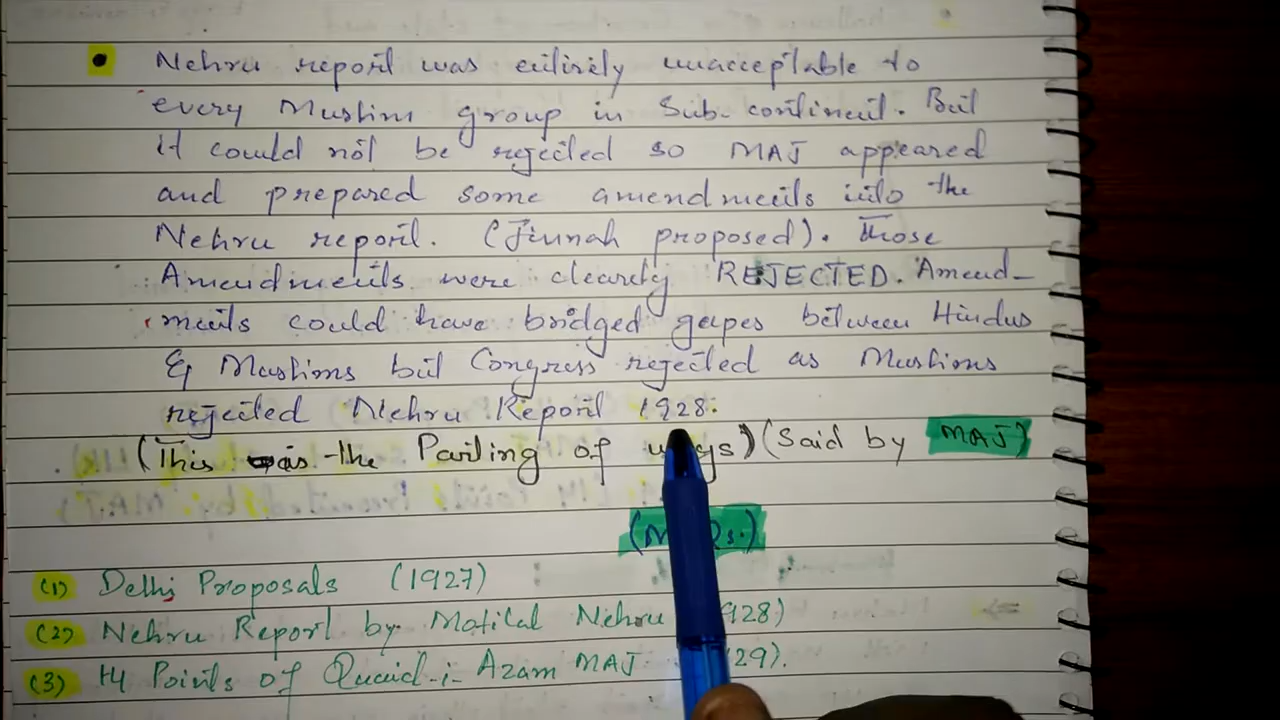 Nehru report was entirely unacceptable to
every Muslim group in Sub-continent. But
it could not be rejected so MAJ appeared
and prepared some amendments into the
Nehru report. (Jinnah proposed). Those
Amendments were clearely REJECTED. Amend-
ments could have bridged gapes between Hindus
& Muslims but Congress rejected as Muslims
rejected Nehru Report 1928.
(This is the Parting of ways) (Said by MAJ)
(1) Delhi Proposals (1927)
(2) Nehru Report by Motilal Nehru 928)
(3) 14 Points of Quaid-i-Azam MAJ 29).